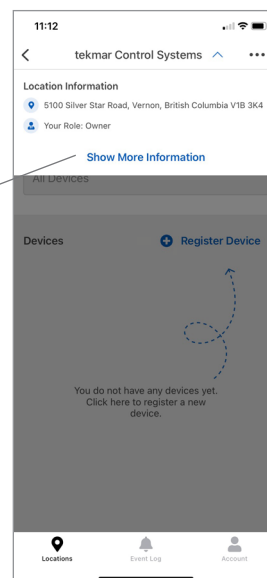 11:12
tekmar Control Systems
Location Information
5100 Silver Star Road, Vernon, British Columbia V1B 3K4
Your Role: Owner
Show More Information
All Devices
Devices
Register Device
You do not have any devices yet.
Click here to register a new
device.
Locations
Event Log
Account